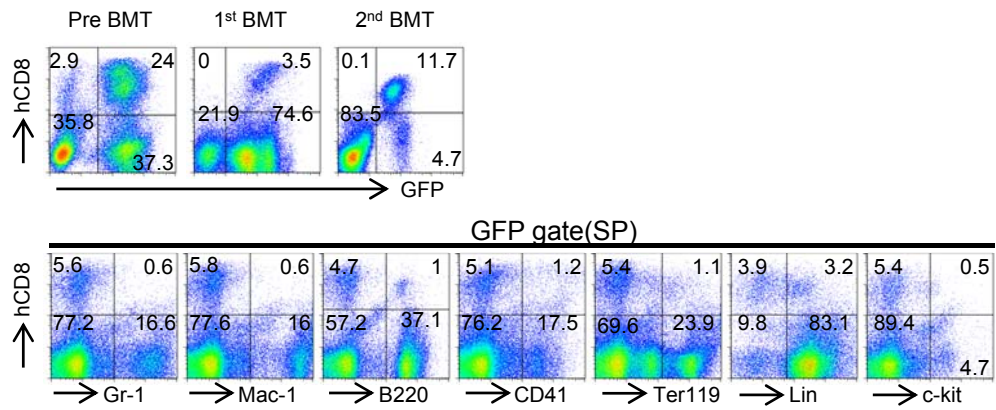 Pre BMT 1st BMT 2nd BMT
hCD8
2.9 24 0 3.5 0.1 11.7
35.8 37.3 21.9 74.6 83.5 4.7
GFP
GFP gate(SP)
hCD8
5.6 0.6 5.8 0.6 4.7 1 5.1 1.2 5.4 1.1 3.9 3.2 5.4 0.5
77.2 16.6 77.6 16 57.2 37.1 76.2 17.5 69.6 23.9 9.8 83.1 89.4 4.7
Gr-1 Mac-1 B220 CD41 Ter119 Lin c-kit